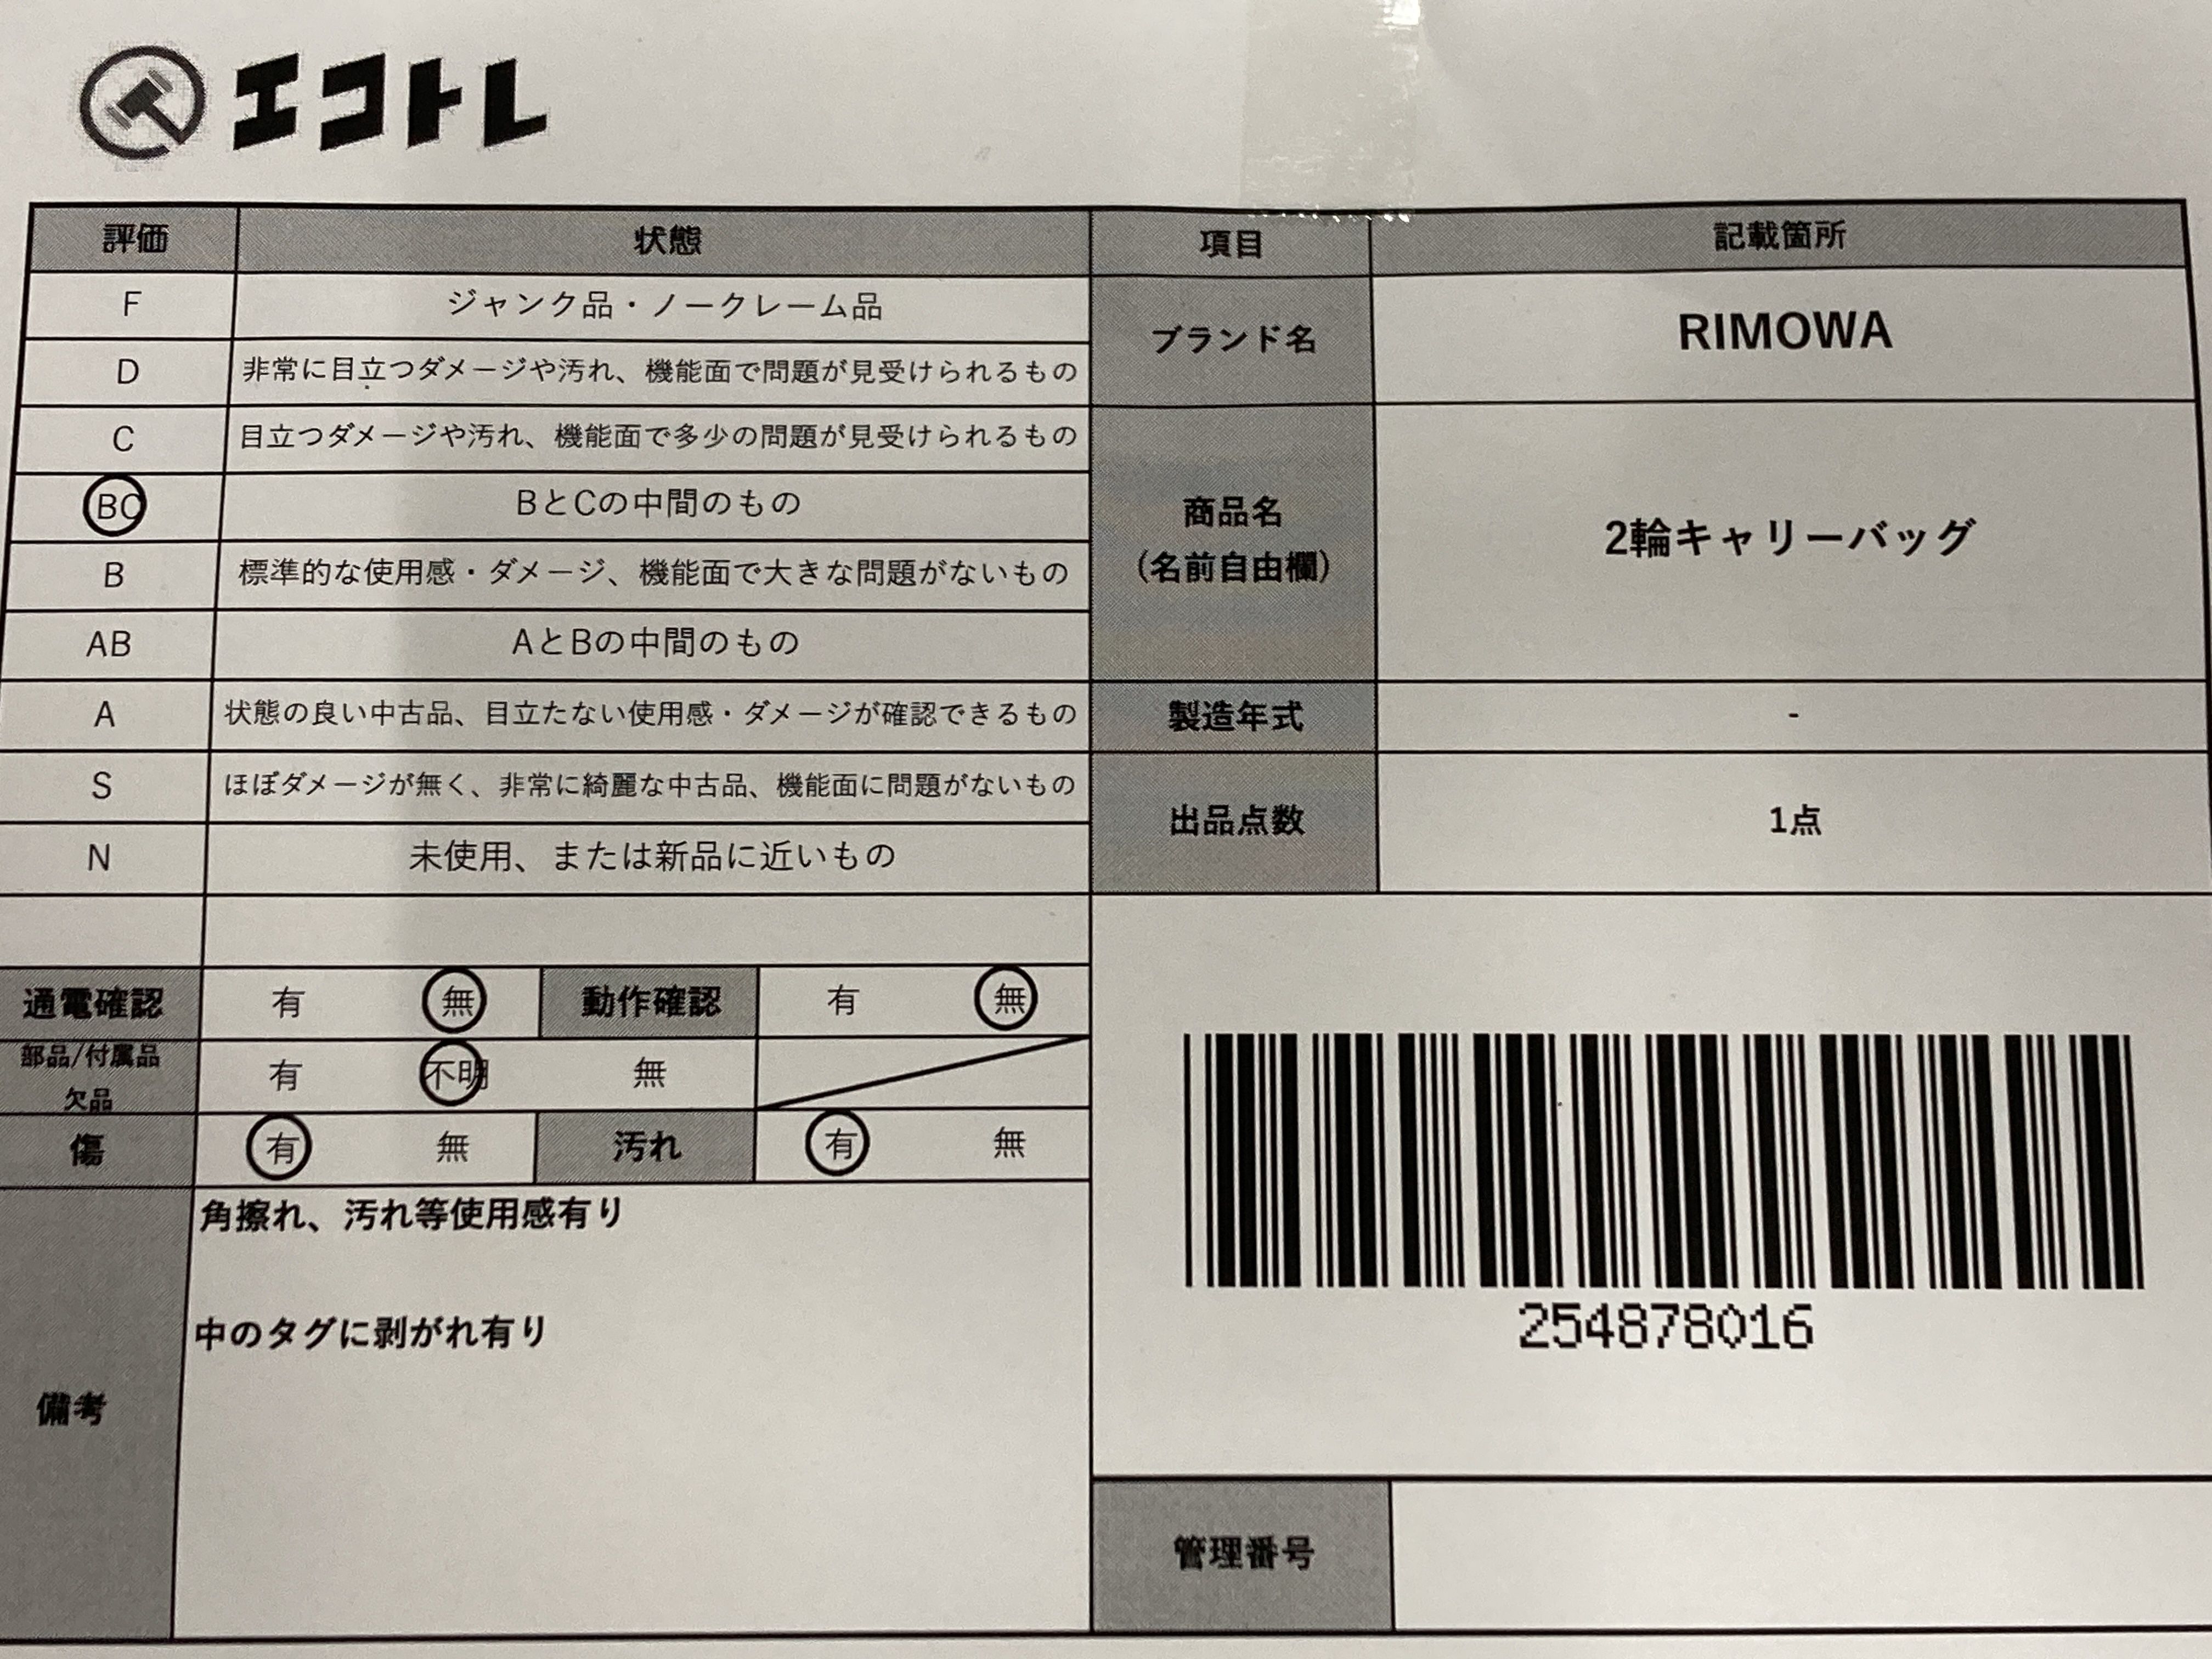 エコトレ
評価 状態 項目 記載箇所
F ジャンク品・ノークレーム品
D 非常に目立つダメージや汚れ、機能面で問題が見受けられるもの
ブランド名 RIMOWA
C 目立つダメージや汚れ、機能面で多少の問題が見受けられるもの
BC BとCの中間のもの
B 標準的な使用感・ダメージ、機能面で大きな問題がないもの
AB AとBの中間のもの
商品名
(名前自由欄)
2輪キャリーバッグ
A 状態の良い中古品、目立たない使用感・ダメージが確認できるもの
製造年式 -
S ほぼダメージが無く、非常に綺麗な中古品、機能面に問題がないもの
N 未使用、または新品に近いもの
出品点数 1点
通電確認 有 無 動作確認 有 無
部品/付属品
欠品
有 不明 無
傷 有 無 汚れ 有 無
備考
角擦れ、汚れ等使用感有り
中のタグに剥がれ有り
254878016
管理番号